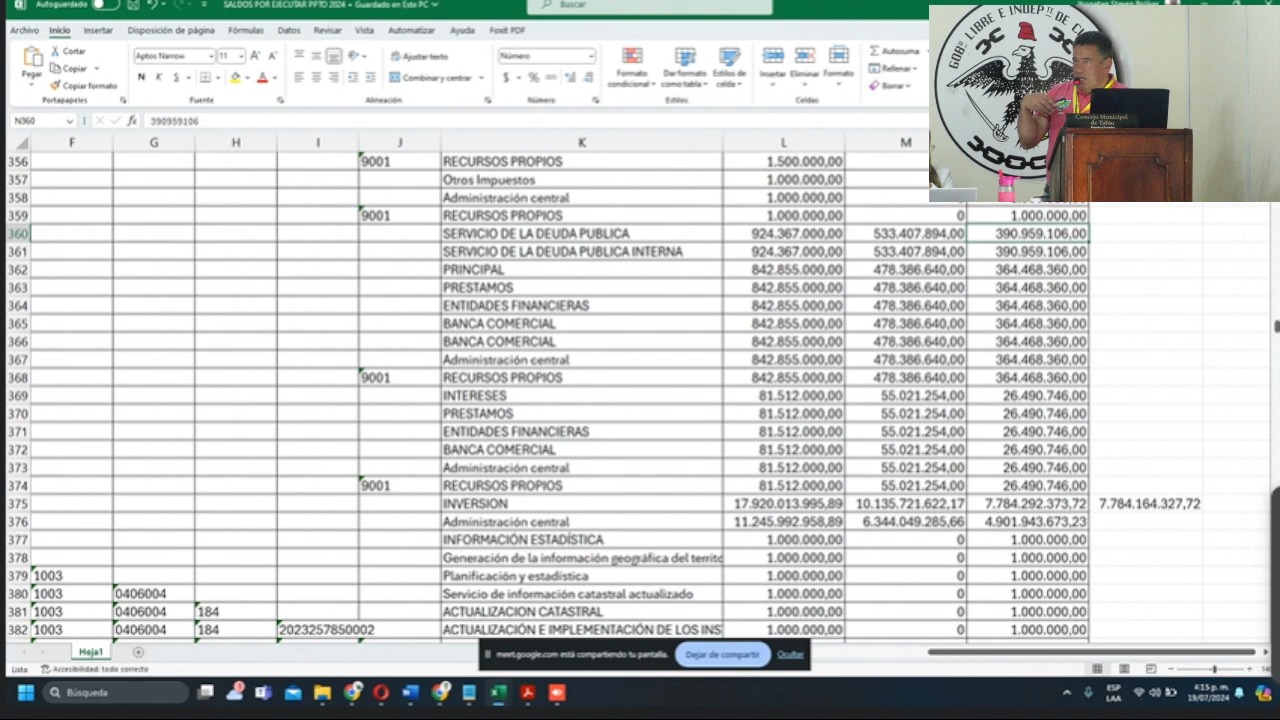 Autoguardado SALDOS POR EJECUTAR PPTO 2024 • Guardado en Este PC Buscar
Archivo Inicio Insertar Disposición de página Fórmulas Datos Revisar Vista Automatizar Ayuda Foxit PDF
Pegar Cortar Copiar Copiar formato Portapapeles
Aptos Narrow 11 N K S Fuente
Ajustar texto Combinar y centrar Alineación
Número $ % 000 Número
Formato condicional Dar formato como tabla Estilos de celda Estilos
Insertar Eliminar Formato Celdas
Autosuma Rellenar Borrar
N360 fx 390959106
F G H I J K L M
356 9001 RECURSOS PROPIOS 1.500.000,00
357 Otros Impuestos 1.000.000,00
358 Administración central 1.000.000,00
359 9001 RECURSOS PROPIOS 1.000.000,00 0 1.000.000,00
360 SERVICIO DE LA DEUDA PUBLICA 924.367.000,00 533.407.894,00 390.959.106,00
361 SERVICIO DE LA DEUDA PUBLICA INTERNA 924.367.000,00 533.407.894,00 390.959.106,00
362 PRINCIPAL 842.855.000,00 478.386.640,00 364.468.360,00
363 PRESTAMOS 842.855.000,00 478.386.640,00 364.468.360,00
364 ENTIDADES FINANCIERAS 842.855.000,00 478.386.640,00 364.468.360,00
365 BANCA COMERCIAL 842.855.000,00 478.386.640,00 364.468.360,00
366 BANCA COMERCIAL 842.855.000,00 478.386.640,00 364.468.360,00
367 Administración central 842.855.000,00 478.386.640,00 364.468.360,00
368 9001 RECURSOS PROPIOS 842.855.000,00 478.386.640,00 364.468.360,00
369 INTERESES 81.512.000,00 55.021.254,00 26.490.746,00
370 PRESTAMOS 81.512.000,00 55.021.254,00 26.490.746,00
371 ENTIDADES FINANCIERAS 81.512.000,00 55.021.254,00 26.490.746,00
372 BANCA COMERCIAL 81.512.000,00 55.021.254,00 26.490.746,00
373 Administración central 81.512.000,00 55.021.254,00 26.490.746,00
374 9001 RECURSOS PROPIOS 81.512.000,00 55.021.254,00 26.490.746,00
375 INVERSION 17.920.013.995,89 10.135.721.622,17 7.784.292.373,72 7.784.164.327,72
376 Administración central 11.245.992.958,89 6.344.049.285,66 4.901.943.673,23
377 INFORMACIÓN ESTADÍSTICA 1.000.000,00 0 1.000.000,00
378 Generación de la información geográfica del territo 1.000.000,00 0 1.000.000,00
379 1003 Planificación y estadística 1.000.000,00 0 1.000.000,00
380 1003 0406004 Servicio de información catastral actualizado 1.000.000,00 0 1.000.000,00
381 1003 0406004 184 ACTUALIZACION CATASTRAL 1.000.000,00 0 1.000.000,00
382 1003 0406004 184 2023257850002 ACTUALIZACIÓN E IMPLEMENTACIÓN DE LOS INS 1.000.000,00 0 1.000.000,00
Hoja1
meet.google.com está compartiendo tu pantalla. Dejar de compartir Ocultar
Listo Accesibilidad: todo correcto
Búsqueda ESP LAA 4:15 p. m. 19/07/2024
GOBº LIBRE E INDEP.TE DE C
Concejo Municipal
de Tabio